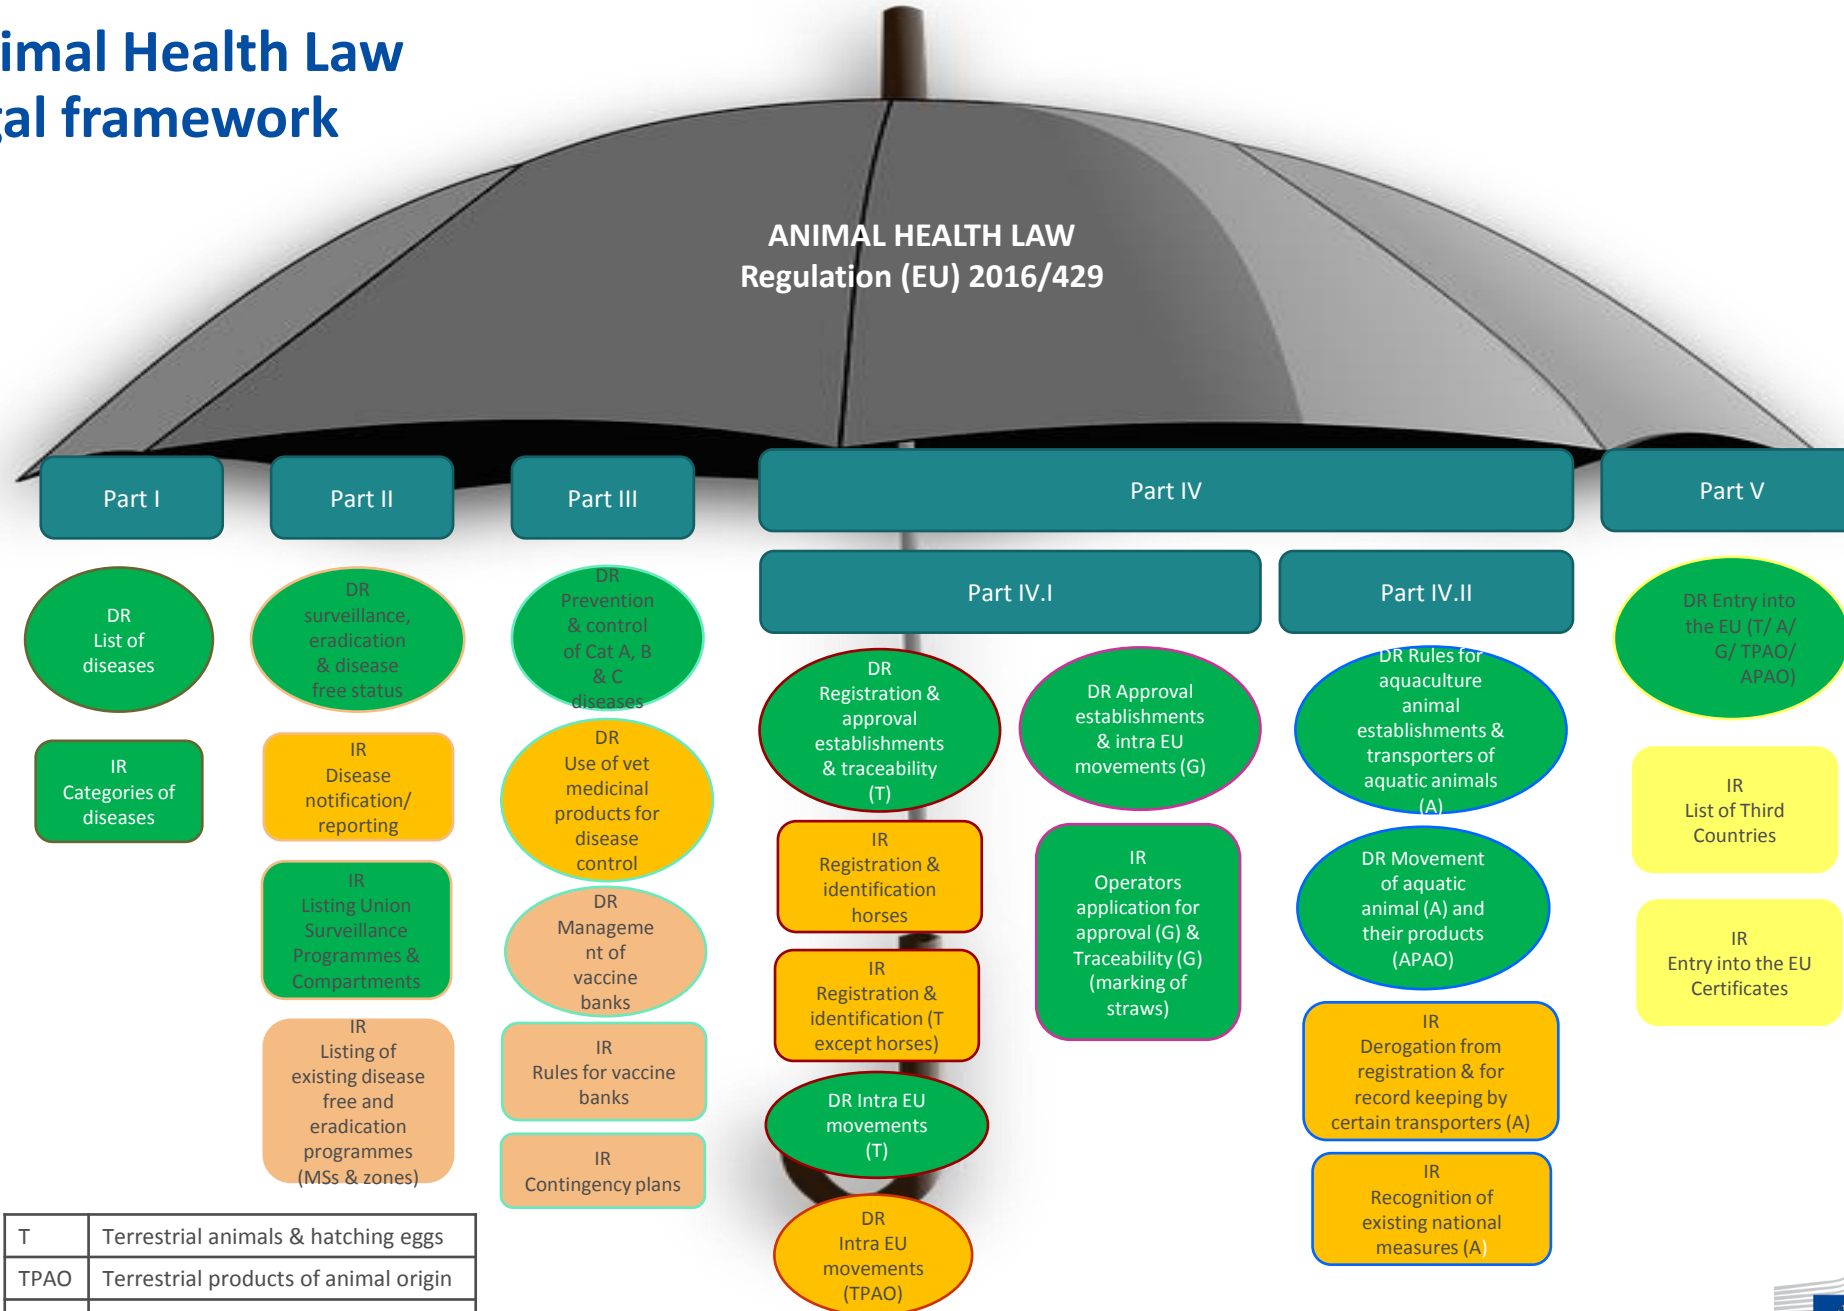 imal Health Law
gal framework
ANIMAL HEALTH LAW
Regulation (EU) 2016/429
Part I
Part II
Part III
Part IV
Part V
Part IV.I
Part IV.II
DR
List of
diseases
IR
Categories of
diseases
DR
surveillance,
eradication
& disease
free status
IR
Disease
notification/
reporting
IR
Listing Union
Surveillance
Programmes &
Compartments
IR
Listing of
existing disease
free and
eradication
programmes
(MSs & zones)
DR
Prevention
& control
of Cat A, B
& C
diseases
DR
Use of vet
medicinal
products for
disease
control
DR
Manageme
nt of
vaccine
banks
IR
Rules for vaccine
banks
IR
Contingency plans
DR
Registration &
approval
establishments
& traceability
(T)
IR
Registration &
identification
horses
IR
Registration &
identification (T
except horses)
DR Intra EU
movements
(T)
DR
Intra EU
movements
(TPAO)
DR Approval
establishments
& intra EU
movements (G)
IR
Operators
application for
approval (G) &
Traceability (G)
(marking of
straws)
DR Rules for
aquaculture
animal
establishments &
transporters of
aquatic animals
(A)
DR Movement
of aquatic
animal (A) and
their products
(APAO)
IR
Derogation from
registration & for
record keeping by
certain transporters (A)
IR
Recognition of
existing national
measures (A)
DR Entry into
the EU (T/ A/
G/ TPAO/
APAO)
IR
List of Third
Countries
IR
Entry into the EU
Certificates
T Terrestrial animals & hatching eggs
TPAO Terrestrial products of animal origin